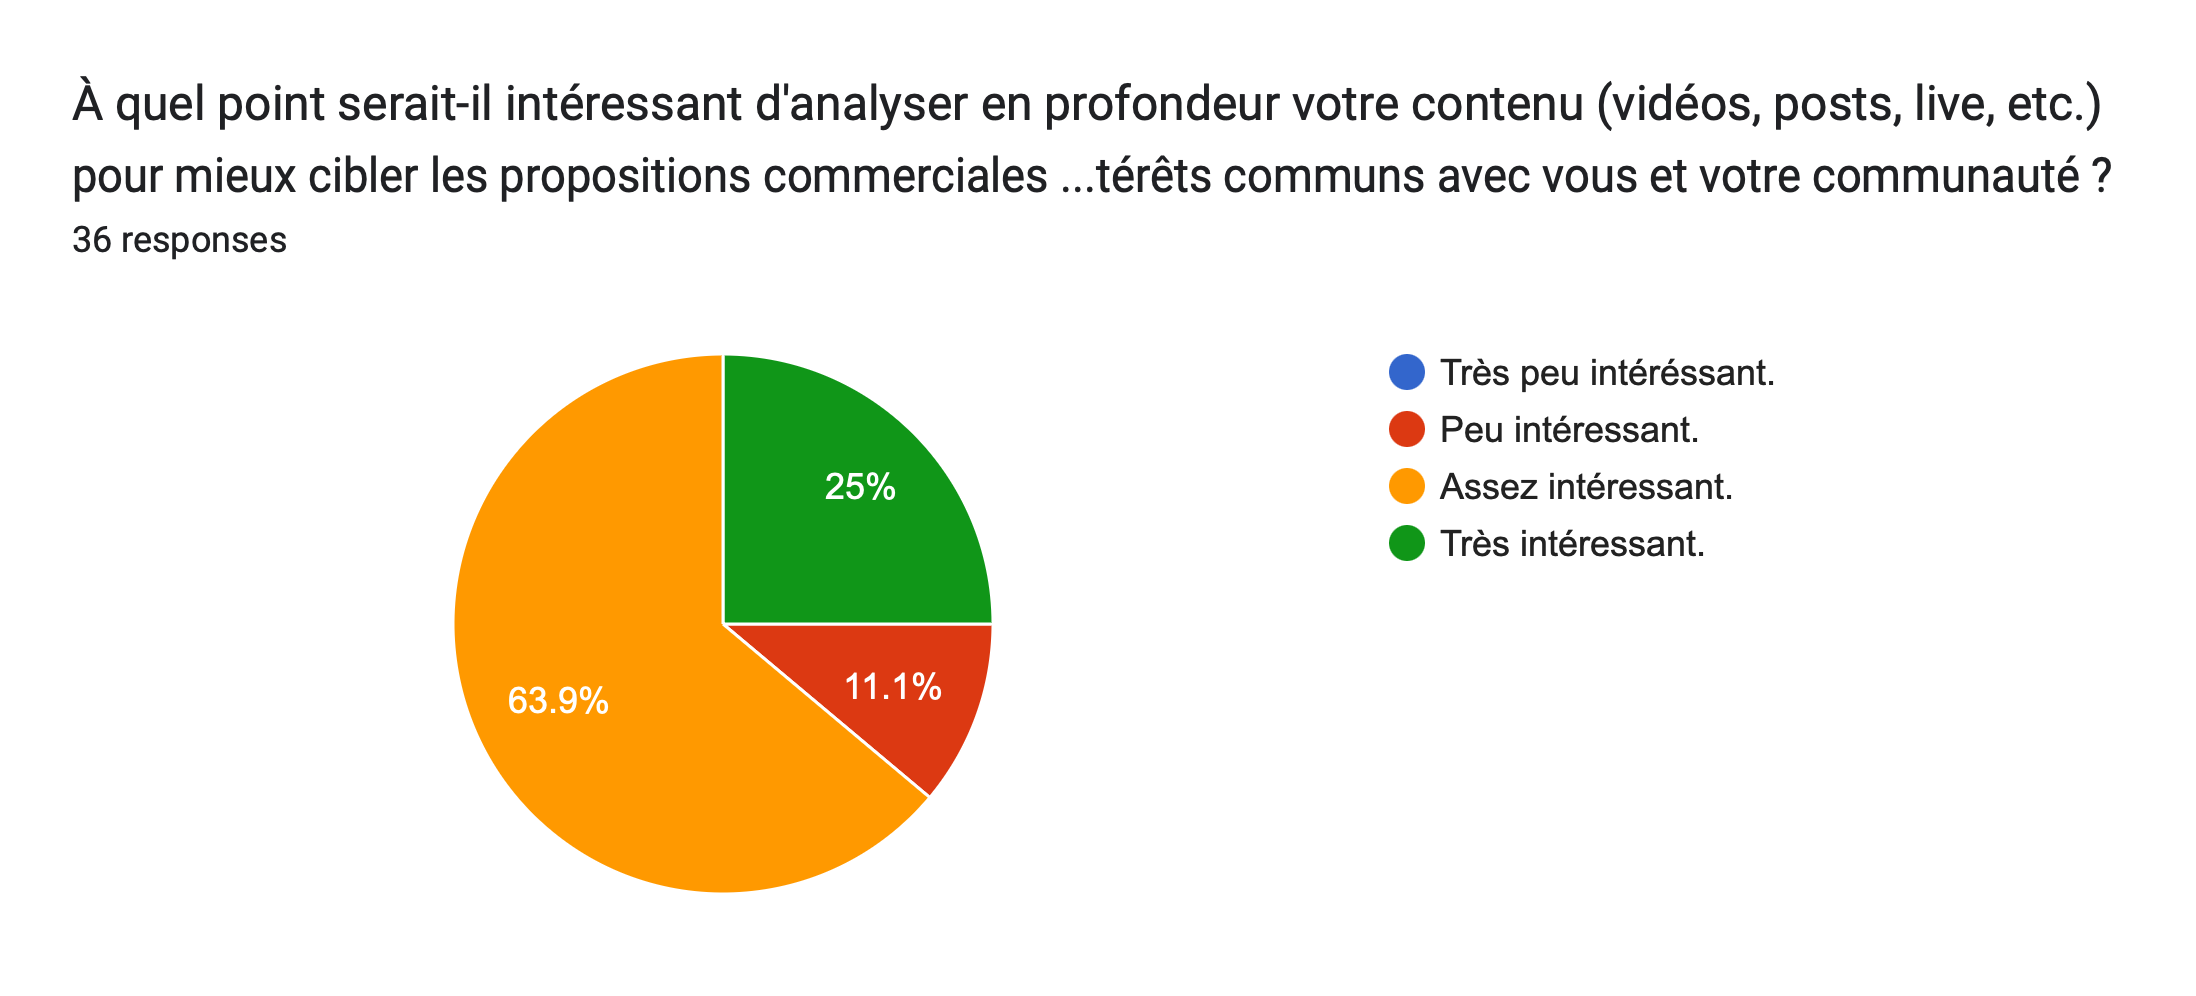 À quel point serait-il intéressant d'analyser en profondeur votre contenu (vidéos, posts, live, etc.)
pour mieux cibler les propositions commerciales ...térêts communs avec vous et votre communauté ?
36 responses
Très peu intéréssant.
Peu intéressant.
Assez intéressant.
Très intéressant.
25%
11.1%
63.9%